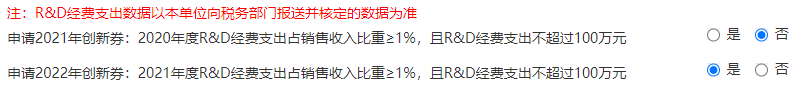 注：R&D经费支出数据以本单位向税务部门报送并核定的数据为准
申请2021年创新券：2020年度R&D经费支出占销售收入比重≥1%，且R&D经费支出不超过100万元 是 否
申请2022年创新券：2021年度R&D经费支出占销售收入比重≥1%，且R&D经费支出不超过100万元 是 否